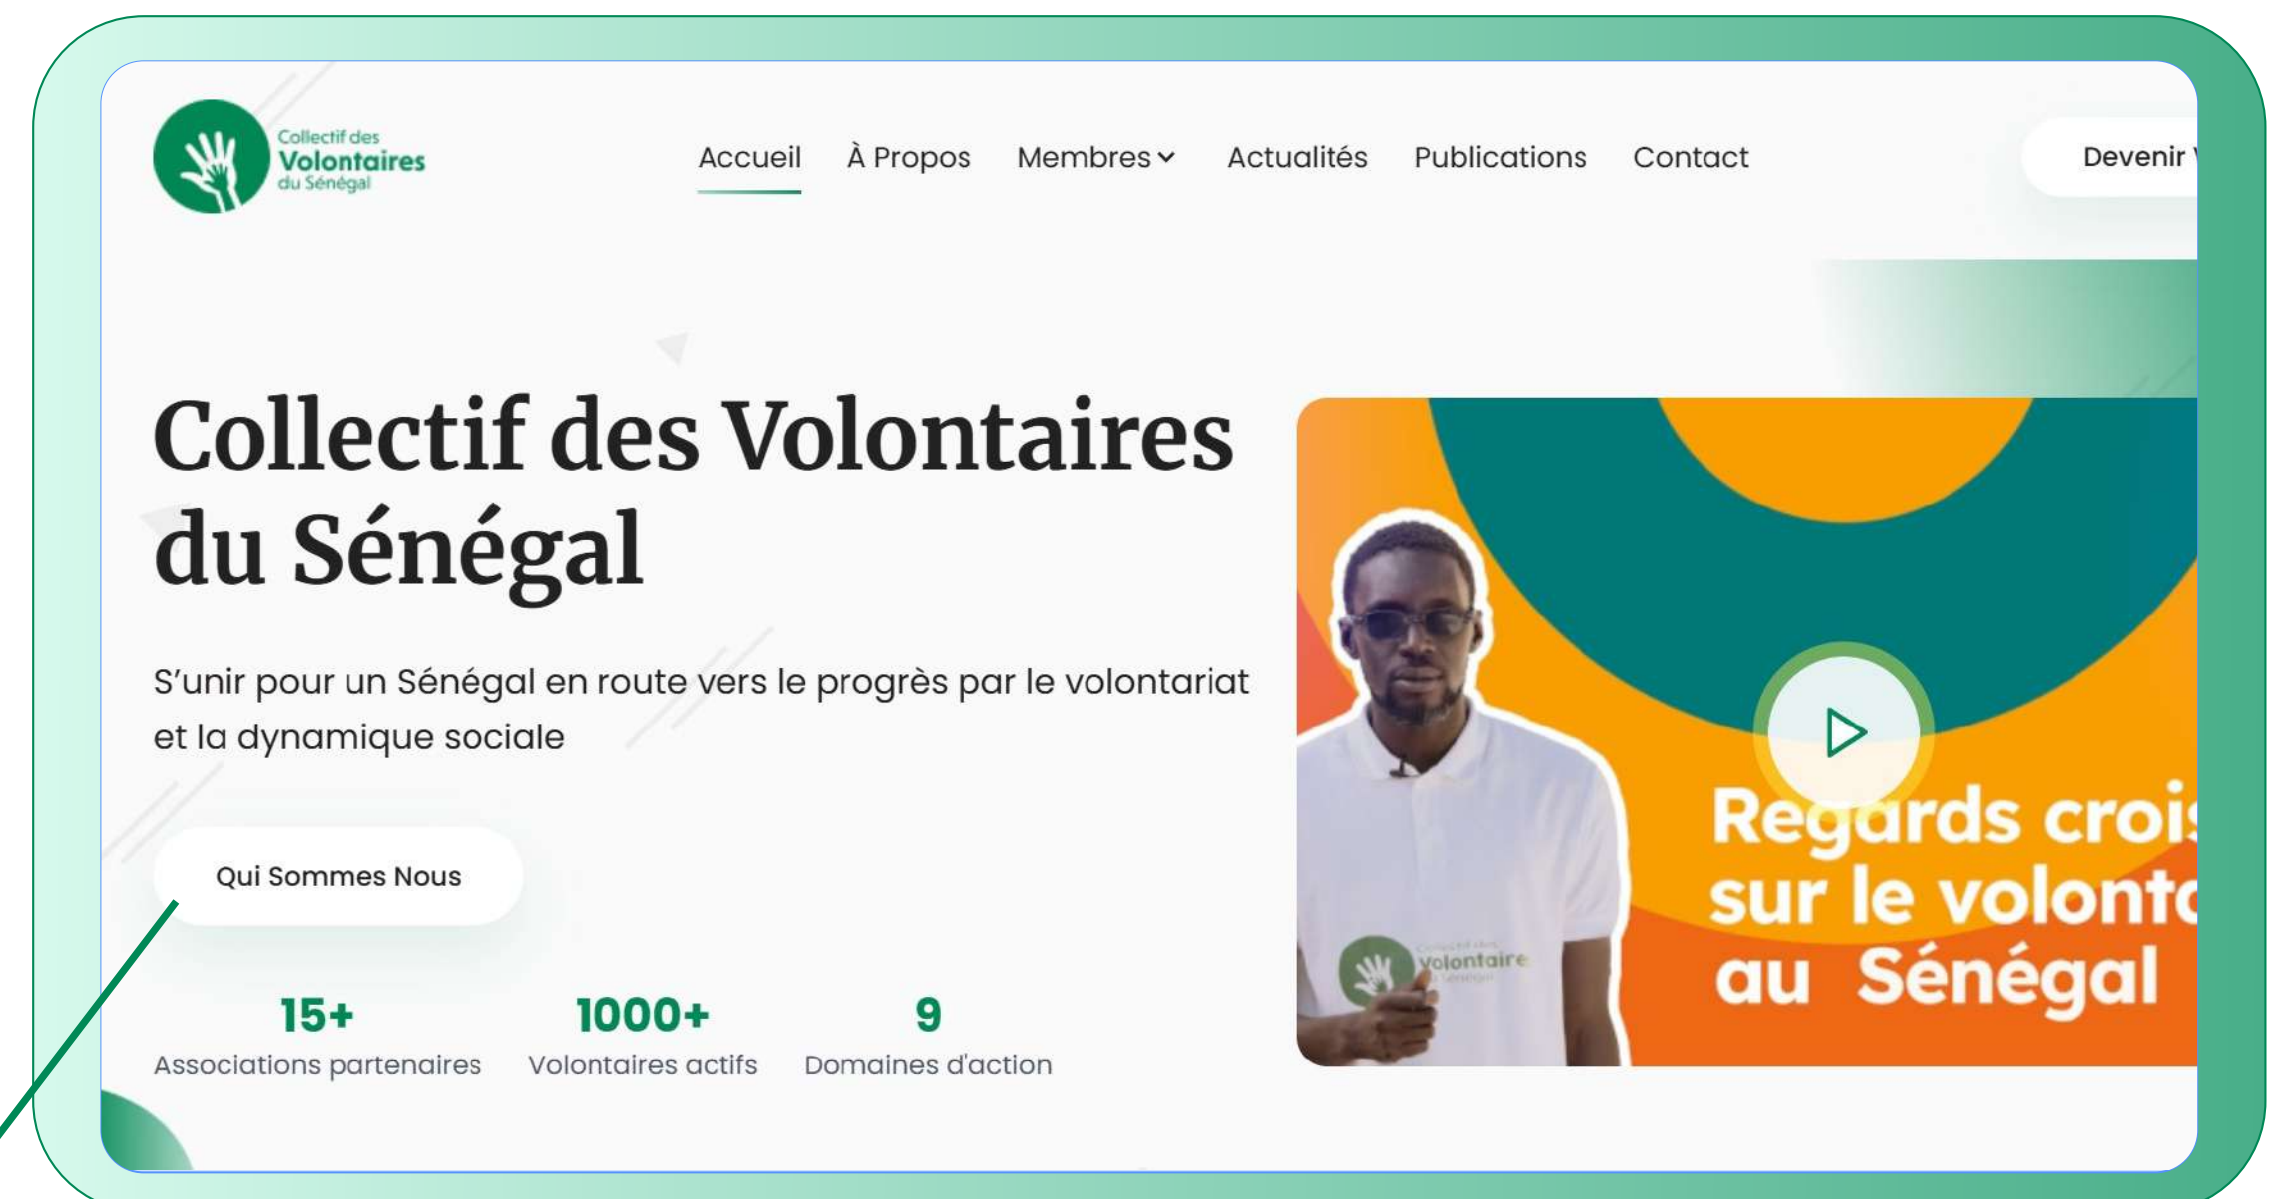 Collectif des
Volontaires
du Sénégal
Accueil
À Propos
Membres
Actualités
Publications
Contact
Devenir
Collectif des Volontaires
du Sénégal
S’unir pour un Sénégal en route vers le progrès par le volontariat
et la dynamique sociale
Qui Sommes Nous
15+
Associations partenaires
1000+
Volontaires actifs
9
Domaines d'action
Regards crois
sur le volonta
au Sénégal
Volontaire